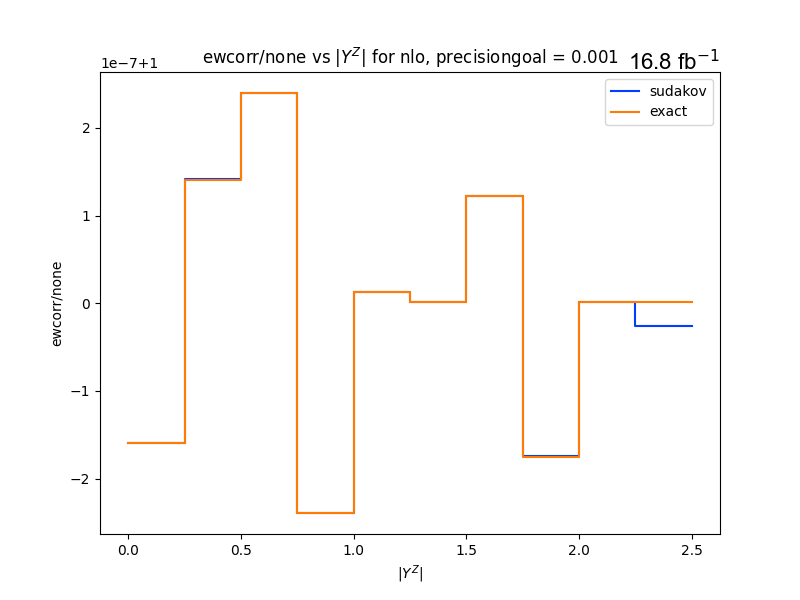 ewcorr/none vs |Y^Z| for nlo, precisiongoal = 0.001
16.8 fb⁻¹
1e-7+1
sudakov
exact
2
1
0
−1
−2
ewcorr/none
0.0 0.5 1.0 1.5 2.0 2.5
|Y^Z|